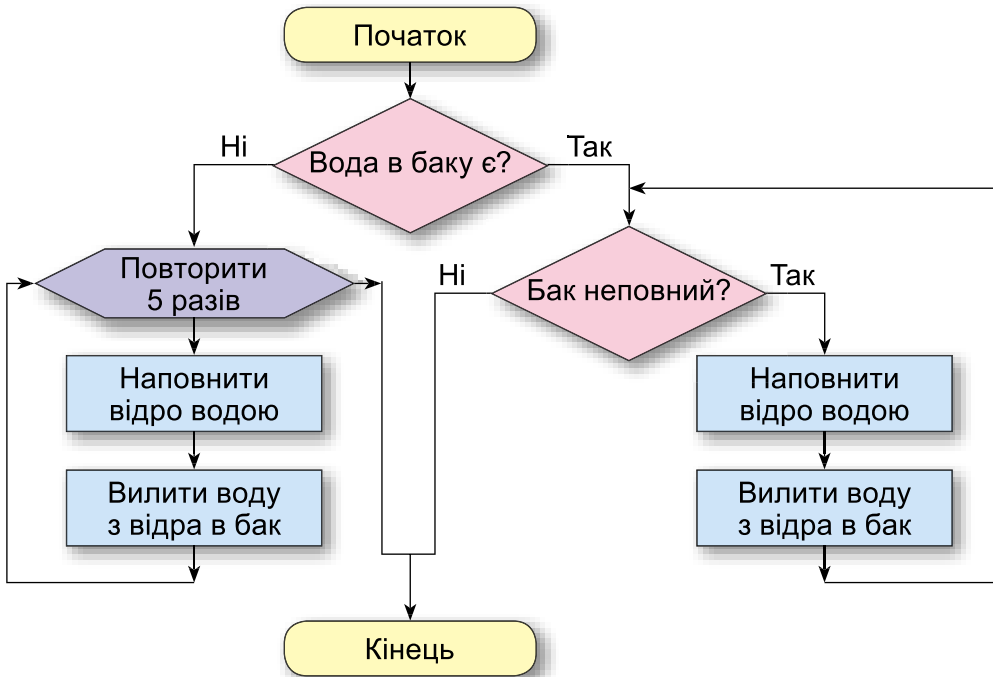 Початок
Вода в баку є?
Ні
Так
Повторити
5 разів
Наповнити
відро водою
Вилити воду
з відра в бак
Бак неповний?
Ні
Так
Наповнити
відро водою
Вилити воду
з відра в бак
Кінець